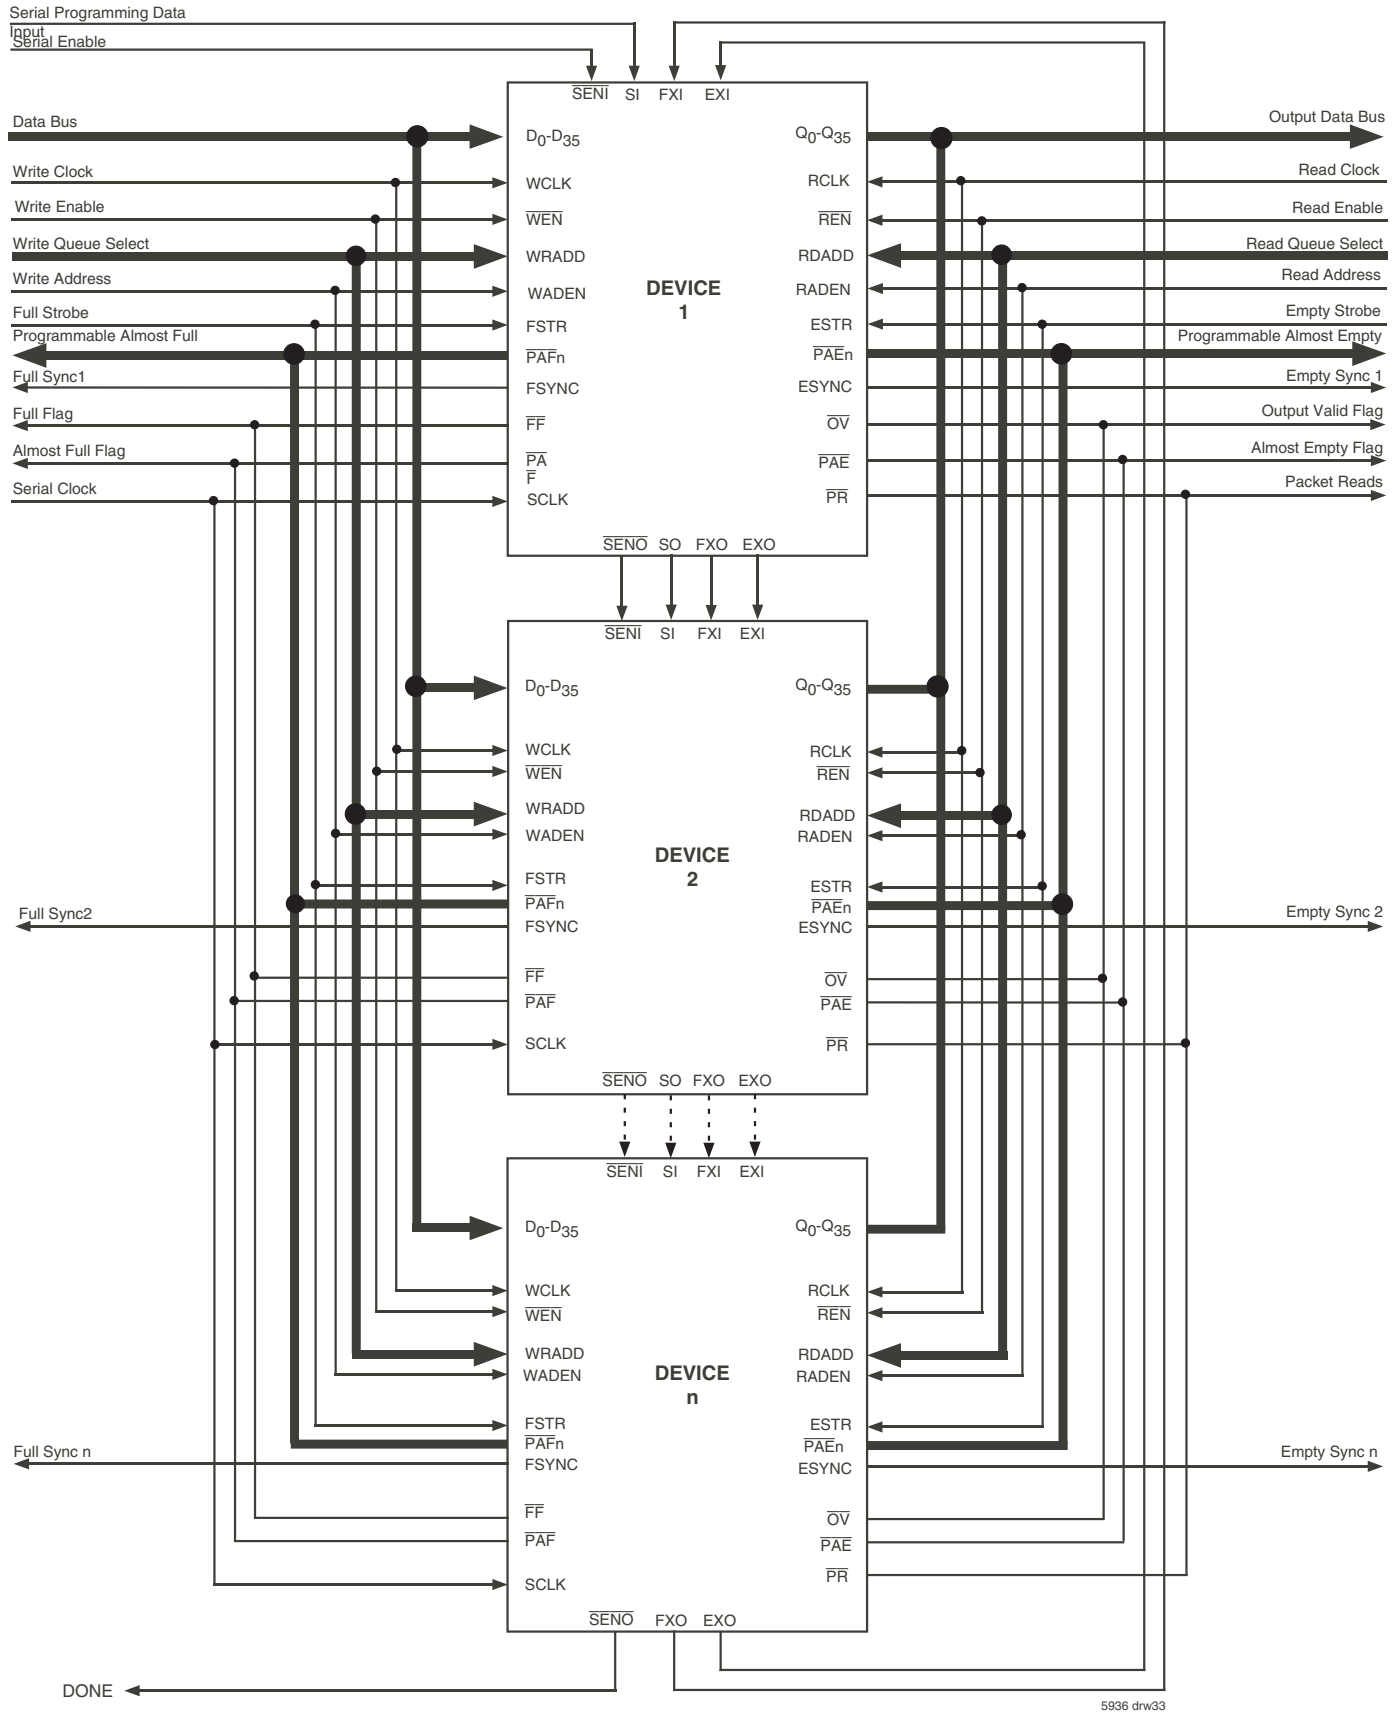 Serial Programming Data
Input
Serial Enable
SENI SI FXI EXI
Data Bus
D0-D35
Q0-Q35
Output Data Bus
Write Clock
WCLK
RCLK
Read Clock
Write Enable
WEN
REN
Read Enable
Write Queue Select
WRADD
RDADD
Read Queue Select
Write Address
WADEN
DEVICE
1
RADEN
Read Address
Full Strobe
FSTR
ESTR
Empty Strobe
Programmable Almost Full
PAFn
PAEn
Programmable Almost Empty
Full Sync1
FSYNC
ESYNC
Empty Sync 1
Full Flag
FF
OV
Output Valid Flag
Almost Full Flag
PA
F
PAE
Almost Empty Flag
Serial Clock
SCLK
PR
Packet Reads
SENO SO FXO EXO
SENI SI FXI EXI
D0-D35
Q0-Q35
WCLK
RCLK
WEN
REN
WRADD
RDADD
WADEN
RADEN
DEVICE
2
FSTR
ESTR
PAFn
PAEn
Full Sync2
FSYNC
ESYNC
Empty Sync 2
FF
OV
PAF
PAE
SCLK
PR
SENO SO FXO EXO
SENI SI FXI EXI
D0-D35
Q0-Q35
WCLK
RCLK
WEN
REN
WRADD
RDADD
WADEN
RADEN
DEVICE
n
FSTR
ESTR
PAFn
PAEn
Full Sync n
FSYNC
ESYNC
Empty Sync n
FF
OV
PAF
PAE
SCLK
PR
SENO FXO EXO
DONE
5936 drw33